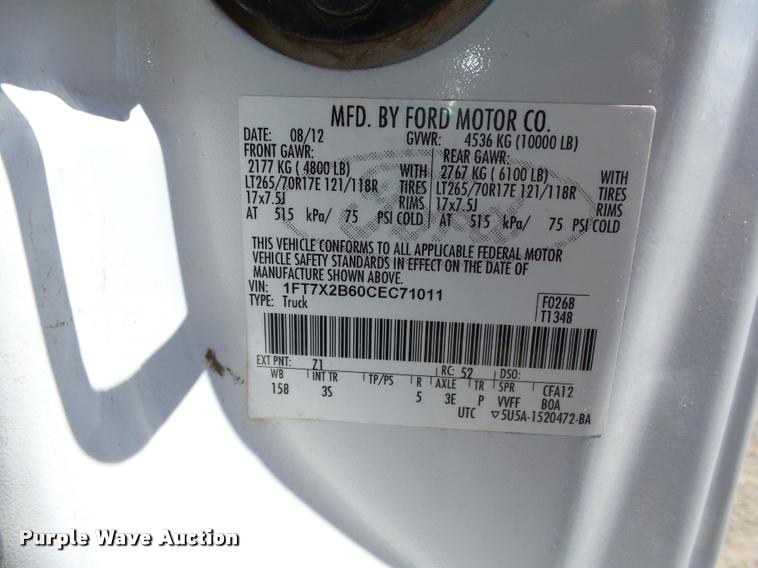 MFD. BY FORD MOTOR CO.
DATE: 08/12 GVWR: 4536 KG (10000 LB)
FRONT GAWR: REAR GAWR:
2177 KG ( 4800 LB) WITH 2767 KG ( 6100 LB) WITH
LT265/70R17E 121/118R TIRES LT265/70R17E 121/118R TIRES
17x7.5J RIMS 17x7.5J RIMS
AT 515 kPa/ 75 PSI COLD AT 515 kPa/ 75 PSI COLD
THIS VEHICLE CONFORMS TO ALL APPLICABLE FEDERAL MOTOR
VEHICLE SAFETY STANDARDS IN EFFECT ON THE DATE OF
MANUFACTURE SHOWN ABOVE.
VIN: 1FT7X2B60CEC71011
TYPE: Truck
F0268
T1348
EXT PNT: Z1 RC: 52 DSO:
WB INT TR TP/PS R AXLE TR SPR CFA12
158 3S 5 3E P VVFF BOA
UTC ▽5U5A-1520472-BA
Purple Wave Auction